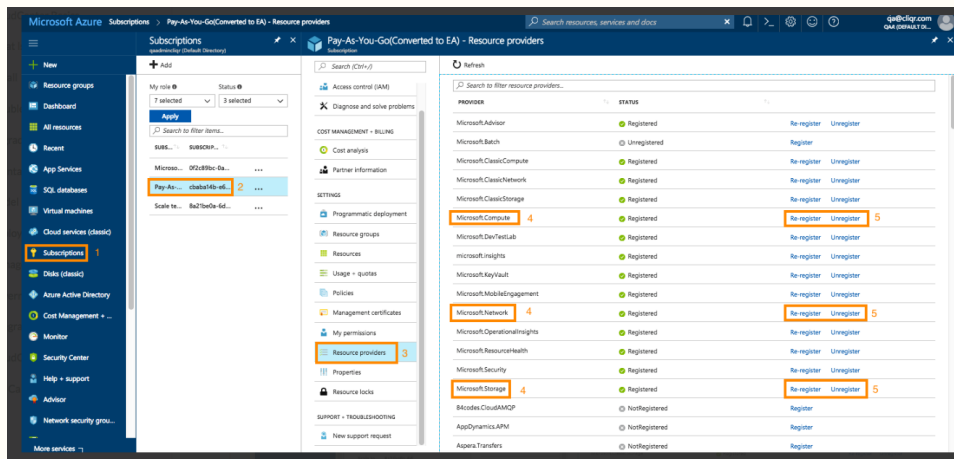 Microsoft Azure Subscriptions > Pay-As-You-Go(Converted to EA) - Resource providers
Search resources, services and docs
qa@cliqr.com
QAA (DEFAULT DI...
New
Resource groups
Dashboard
All resources
Recent
App Services
SQL databases
Virtual machines
Cloud services (classic)
Subscriptions 1
Disks (classic)
Azure Active Directory
Cost Management + ...
Monitor
Security Center
Help + support
Advisor
Network security grou...
More services
Subscriptions
qaadmincliqr (Default Directory)
Add
My role Status
7 selected 3 selected
Apply
Search to filter items...
SUBS... SUBSCRIP...
Microso... 0f2c89bc-0a... ...
Pay-As-... cbaba14b-s6... 2 ...
Scale te... 8a21be0a-6d... ...
Pay-As-You-Go(Converted to EA) - Resource providers
Subscription
Search (Ctrl+/)
Access control (IAM)
Diagnose and solve problems
COST MANAGEMENT + BILLING
Cost analysis
Partner information
SETTINGS
Programmatic deployment
Resource groups
Resources
Usage + quotas
Policies
Management certificates
My permissions
Resource providers 3
Properties
Resource locks
SUPPORT + TROUBLESHOOTING
New support request
Refresh
Search to filter resource providers...
PROVIDER STATUS
Microsoft.Advisor Registered Re-register Unregister
Microsoft.Batch Unregistered Register
Microsoft.ClassicCompute Registered Re-register Unregister
Microsoft.ClassicNetwork Registered Re-register Unregister
Microsoft.ClassicStorage Registered Re-register Unregister
Microsoft.Compute 4 Registered Re-register Unregister 5
Microsoft.DevTestLab Registered Re-register Unregister
microsoft.insights Registered Re-register Unregister
Microsoft.KeyVault Registered Re-register Unregister
Microsoft.MobileEngagement Registered Re-register Unregister
Microsoft.Network 4 Registered Re-register Unregister 5
Microsoft.OperationalInsights Registered Re-register Unregister
Microsoft.ResourceHealth Registered Re-register Unregister
Microsoft.Security Registered Re-register Unregister
Microsoft.Storage 4 Registered Re-register Unregister 5
84codes.CloudAMQP NotRegistered Register
AppDynamics.APM NotRegistered Register
Aspera.Transfers NotRegistered Register